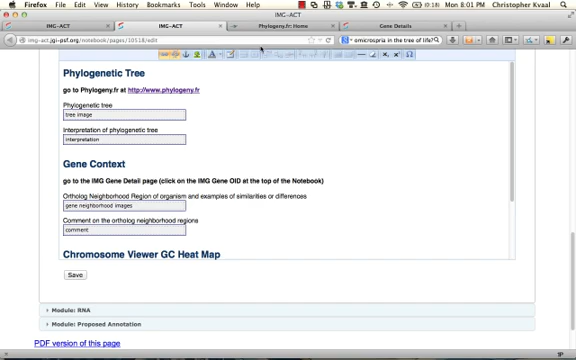 Firefox File Edit View History Bookmarks Tools Window Help (0:18) Mon 8:01 PM Christopher Kvaal
IMG-ACT
IMG-ACT IMG-ACT Phylogeny.fr: Home Gene Details
img-act.jgi-psf.org/notebook/pages/10518/edit omicrospria in the tree of life?
Phylogenetic Tree
go to Phylogeny.fr at http://www.phylogeny.fr
Phylogenetic tree
tree image
Interpretation of phylogenetic tree
interpretation
Gene Context
go to the IMG Gene Detail page (click on the IMG Gene OID at the top of the Notebook)
Ortholog Neighborhood Region of organism and examples of similarities or differences
gene neighborhood images
Comment on the ortholog neighborhood regions
comment
Chromosome Viewer GC Heat Map
Save
Module: RNA
Module: Proposed Annotation
PDF version of this page